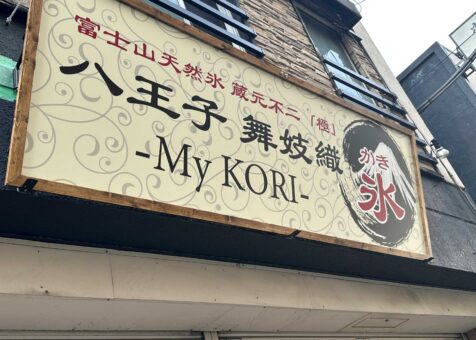 富士山天然氷 蔵元不二「極」
八王子 舞妓織
-My KORI-
かき
氷